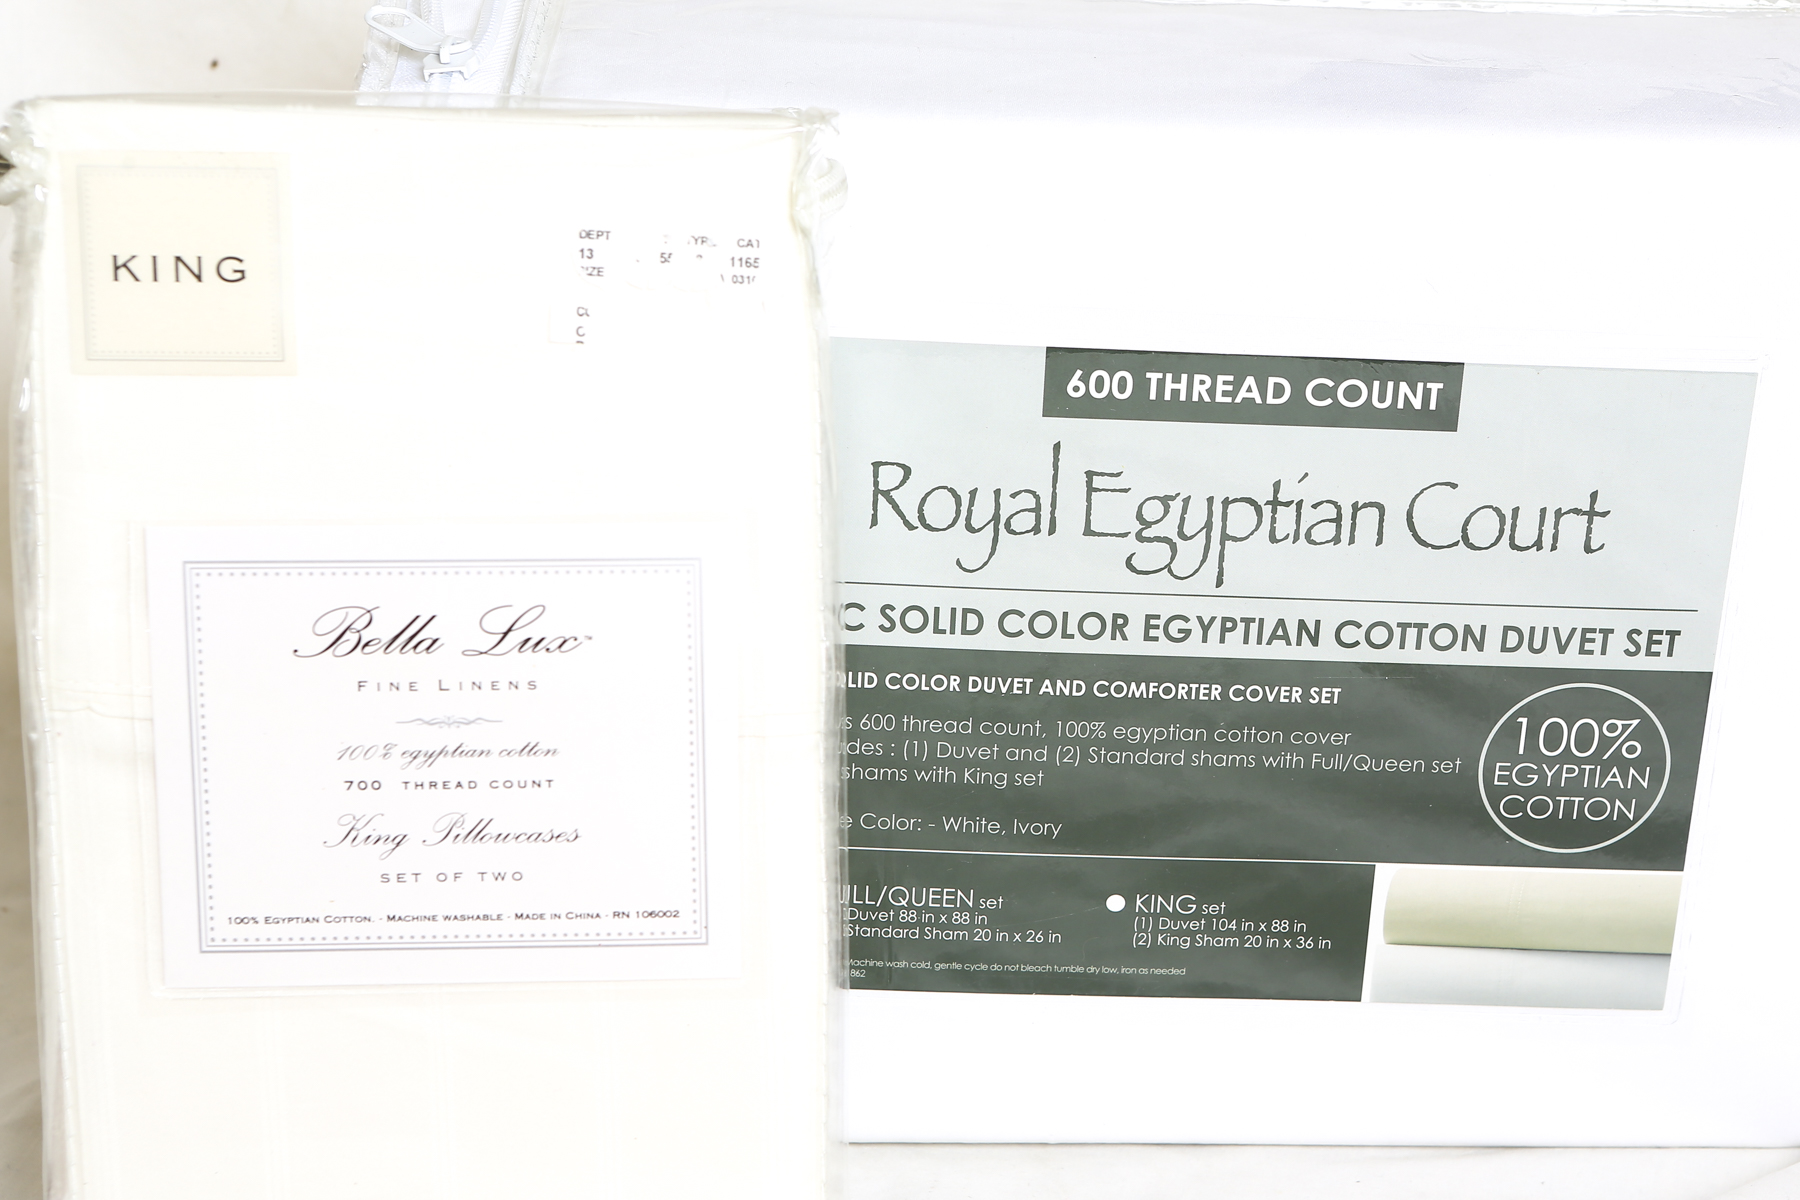 KING
DEPT
13
1165
Bella Lux™
FINE LINENS
100% egyptian cotton
700 THREAD COUNT
King Pillowcases
SET OF TWO
100% EGYPTIAN COTTON. - MACHINE WASHABLE - MADE IN CHINA - RN 106002
600 THREAD COUNT
Royal Egyptian Court
C SOLID COLOR EGYPTIAN COTTON DUVET SET
LID COLOR DUVET AND COMFORTER COVER SET
s 600 thread count, 100% egyptian cotton cover
des : (1) Duvet and (2) Standard shams with Full/Queen set
shams with King set
e Color: - White, Ivory
100%
EGYPTIAN
COTTON
LL/QUEEN set
Duvet 88 in x 88 in
Standard Sham 20 in x 26 in
KING set
(1) Duvet 104 in x 88 in
(2) King Sham 20 in x 36 in
Machine wash cold, gentle cycle do not bleach tumble dry low, iron as needed
862